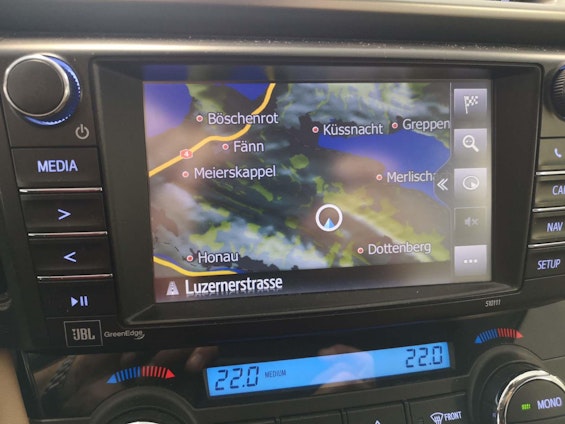 Böschenrot
Küssnacht
Greppen
Fänn
4
Meierskappel
Merlisch
Honau
Dottenberg
Luzernerstrasse
510111
MEDIA
>
<
JBL GreenEdge
NAV
SETUP
22.0 MEDIUM 22.0
FRONT
MONO